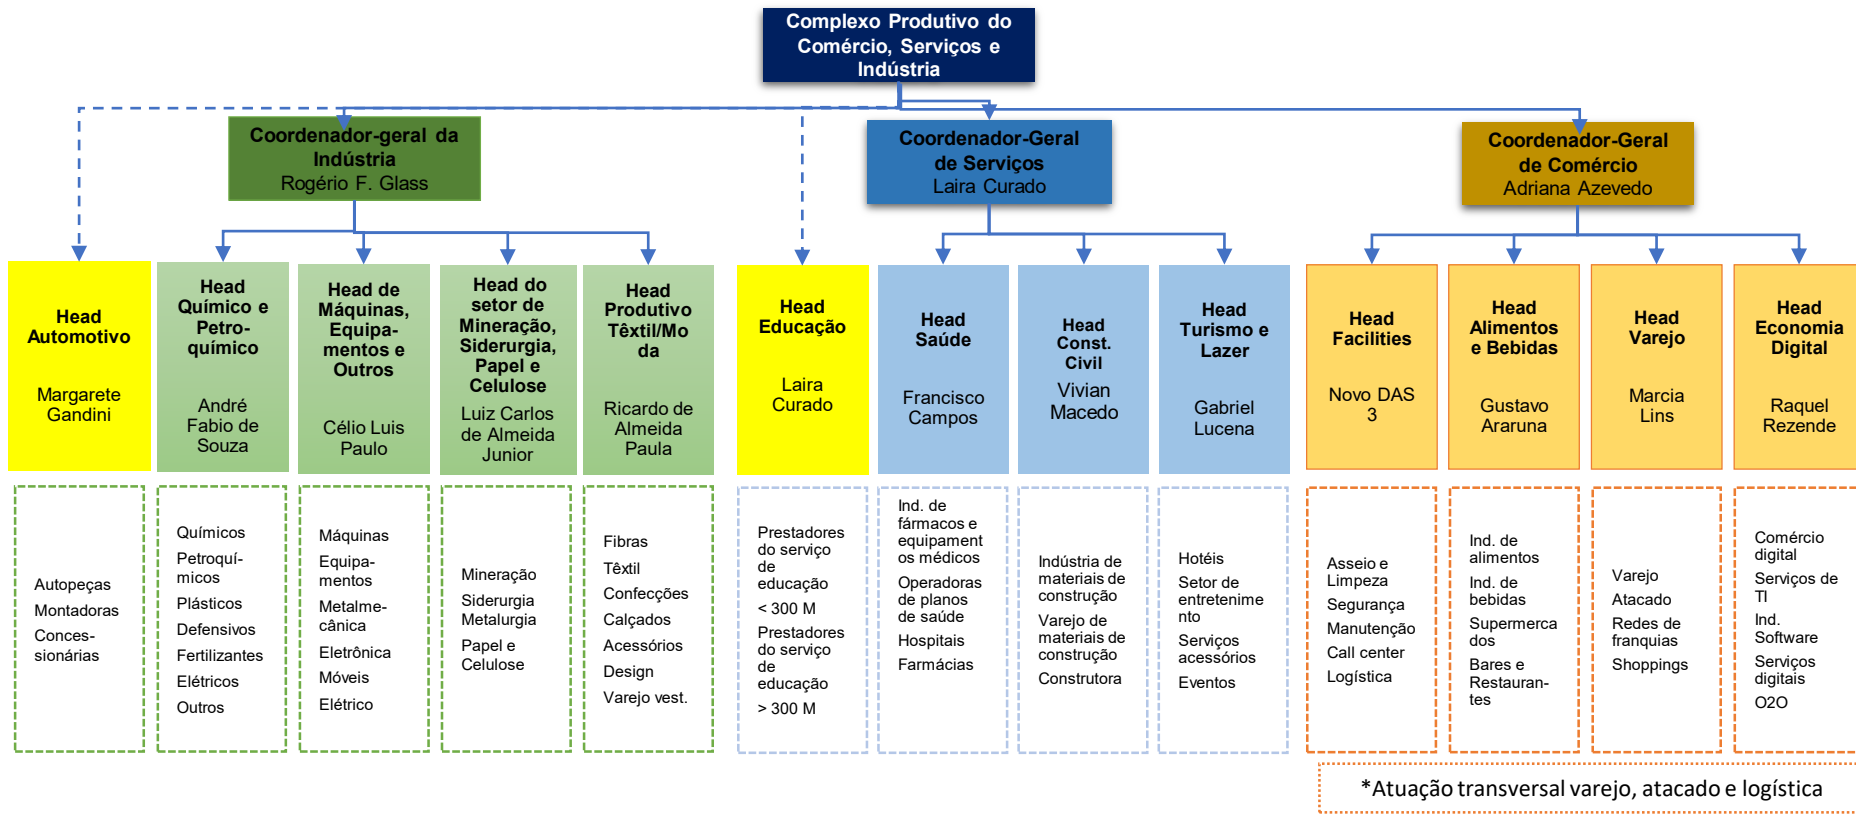 Complexo Produtivo do
Comércio, Serviços e
Indústria
Coordenador-geral da
Indústria
Rogério F. Glass
Coordenador-Geral
de Serviços
Laira Curado
Coordenador-Geral
de Comércio
Adriana Azevedo
Head
Automotivo
Margarete
Gandini
Head
Químico e
Petro-
químico
André
Fabio de
Souza
Head de
Máquinas,
Equipa-
mentos e
Outros
Célio Luis
Paulo
Head do
setor de
Mineração,
Siderurgia,
Papel e
Celulose
Luiz Carlos
de Almeida
Junior
Head
Produtivo
Têxtil/Mo
da
Ricardo de
Almeida
Paula
Head
Educação
Laira
Curado
Head
Saúde
Francisco
Campos
Head
Const.
Civil
Vivian
Macedo
Head
Turismo e
Lazer
Gabriel
Lucena
Head
Facilities
Novo DAS
3
Head
Alimentos
e Bebidas
Gustavo
Araruna
Head
Varejo
Marcia
Lins
Head
Economia
Digital
Raquel
Rezende
Autopeças
Montadoras
Conces-
sionárias
Químicos
Petroquí-
micos
Plásticos
Defensivos
Fertilizantes
Elétricos
Outros
Máquinas
Equipa-
mentos
Metalme-
cânica
Eletrônica
Móveis
Elétrico
Mineração
Siderurgia
Metalurgia
Papel e
Celulose
Fibras
Têxtil
Confecções
Calçados
Acessórios
Design
Varejo vest.
Prestadores
do serviço
de
educação
< 300 M
Prestadores
do serviço
de
educação
> 300 M
Ind. de
fármacos e
equipament
os médicos
Operadoras
de planos
de saúde
Hospitais
Farmácias
Indústria de
materiais de
construção
Varejo de
materiais de
construção
Construtora
Hotéis
Setor de
entretenime
nto
Serviços
acessórios
Eventos
Asseio e
Limpeza
Segurança
Manutenção
Call center
Logística
Ind. de
alimentos
Ind. de
bebidas
Supermerca
dos
Bares e
Restauran-
tes
Varejo
Atacado
Redes de
franquias
Shoppings
Comércio
digital
Serviços de
TI
Ind.
Software
Serviços
digitais
O2O
*Atuação transversal varejo, atacado e logística